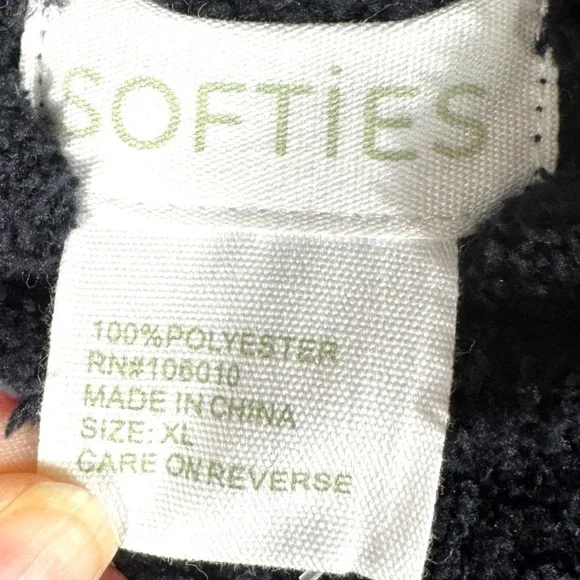 SOFTiES
100%POLYESTER
RN#106010
MADE IN CHINA
SIZE: XL
CARE ON REVERSE